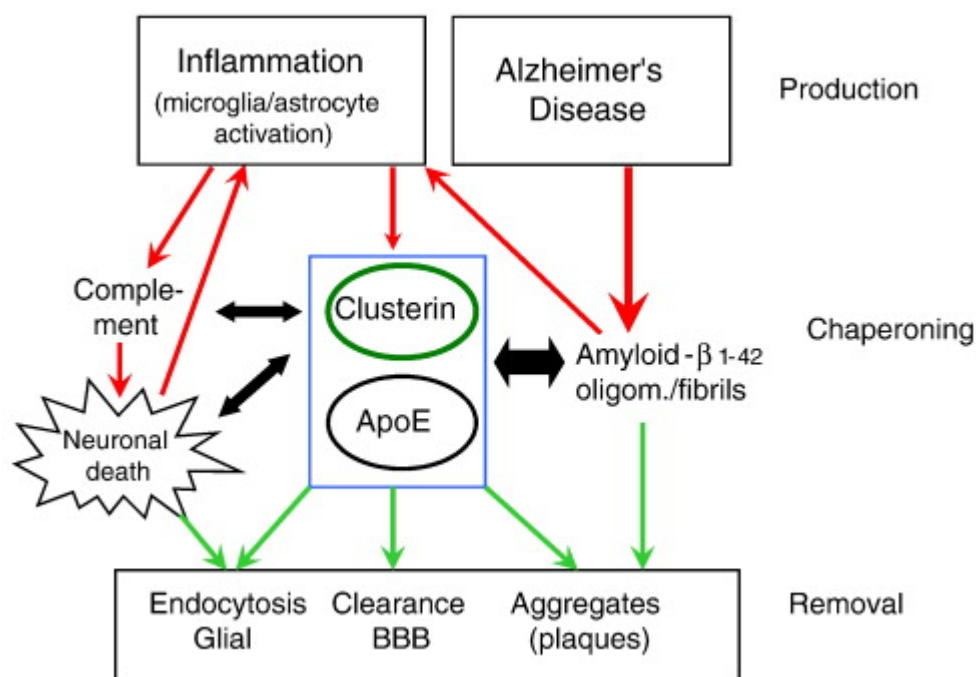 Inflammation
(microglia/astrocyte
activation)
Alzheimer's
Disease
Production
Comple-
ment
Clusterin
ApoE
Amyloid-β 1-42
oligom./fibrils
Chaperoning
Neuronal
death
Endocytosis
Glial
Clearance
BBB
Aggregates
(plaques)
Removal